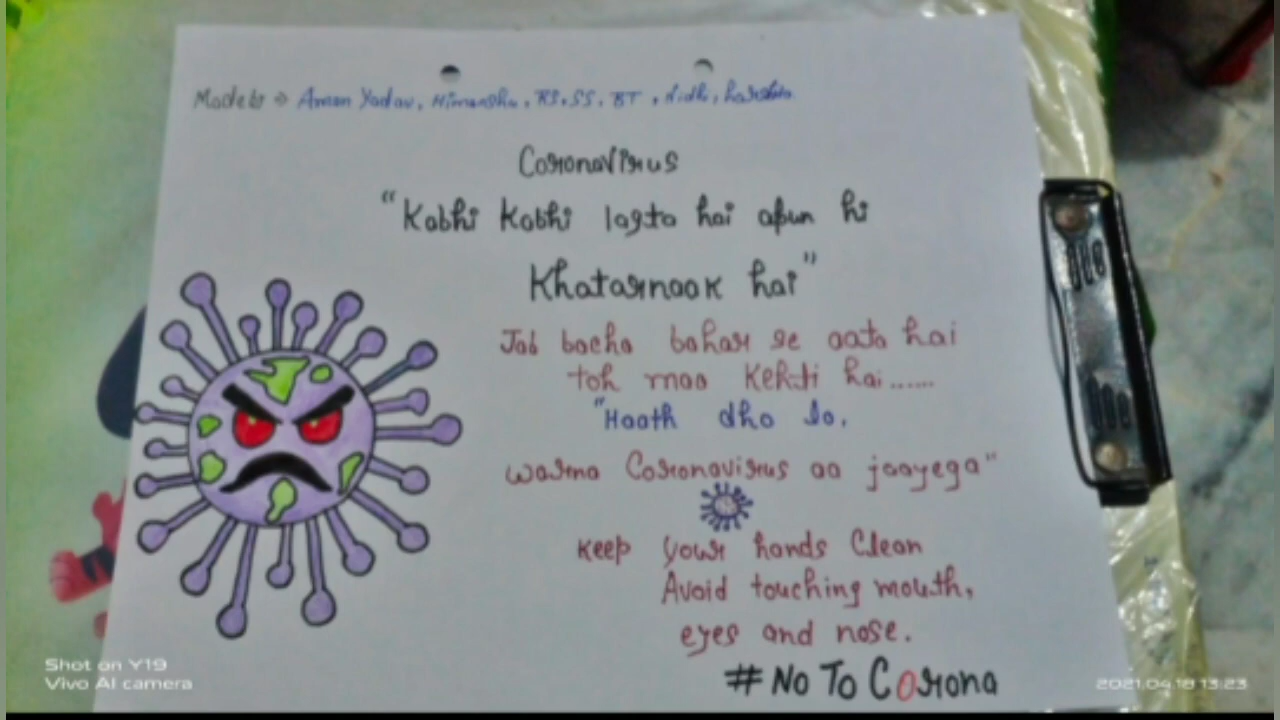 Models → Aman Yadav, Himanshu, RS, SS, BT, Nidhi, harshita
CoronaVirus
"Kabhi Kabhi lagta hai apun hi
Khatarnaak hai"
Jab bacha bahar se aata hai
toh maa Kehti hai......
"Haath dho lo,
warna Coronavirus aa jaayega"
Keep your hands Clean
Avoid touching mouth,
eyes and nose.
#No To Corona
Shot on Y19
Vivo AI camera
2021.04.18 13:23